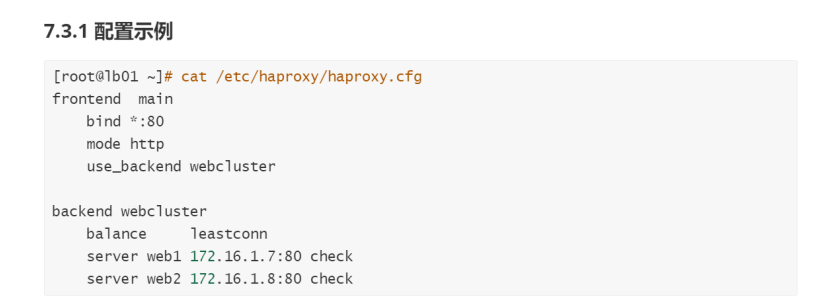 7.3.1 配置示例
[root@lb01 ~]# cat /etc/haproxy/haproxy.cfg
frontend  main
    bind *:80
    mode http
    use_backend webcluster

backend webcluster
    balance     leastconn
    server web1 172.16.1.7:80 check
    server web2 172.16.1.8:80 check